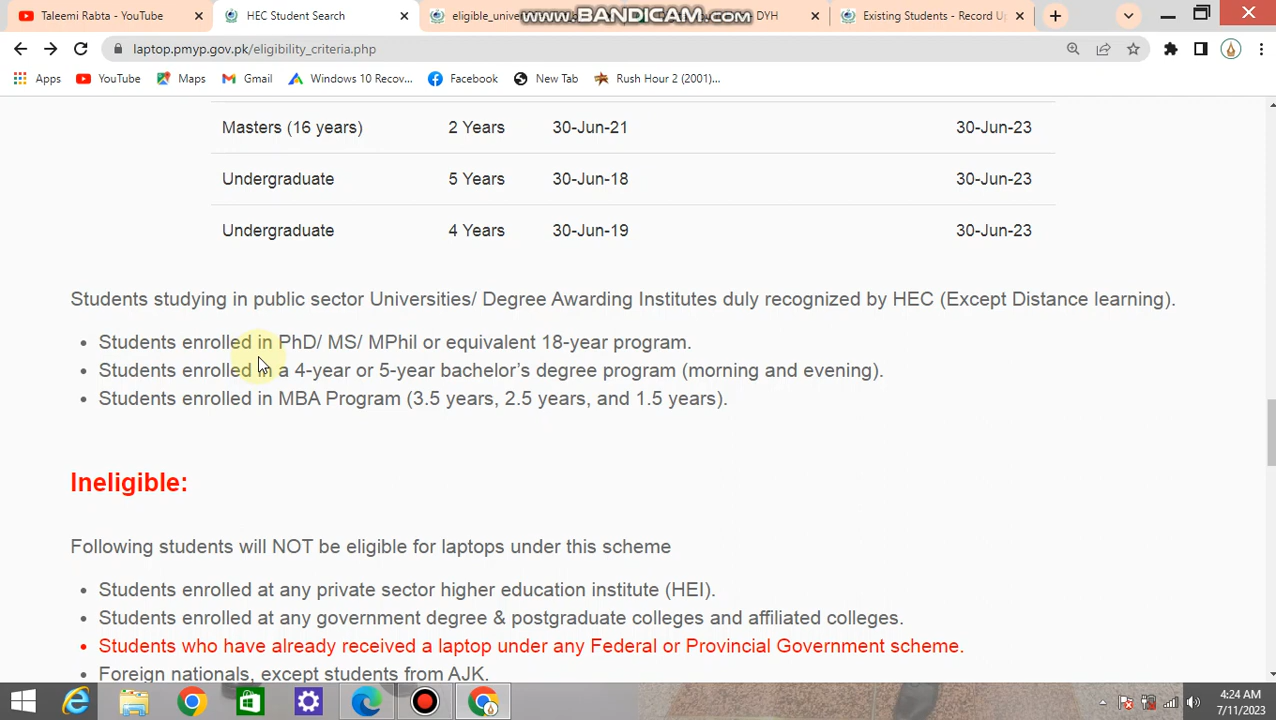 Taleemi Rabta - YouTube
HEC Student Search
eligible_unive
www.BANDICAM.com
DYH
Existing Students - Record U
laptop.pmyp.gov.pk/eligibility_criteria.php
Apps
YouTube
Maps
Gmail
Windows 10 Recov...
Facebook
New Tab
Rush Hour 2 (2001)...
Masters (16 years) 2 Years 30-Jun-21 30-Jun-23
Undergraduate 5 Years 30-Jun-18 30-Jun-23
Undergraduate 4 Years 30-Jun-19 30-Jun-23
Students studying in public sector Universities/ Degree Awarding Institutes duly recognized by HEC (Except Distance learning).
• Students enrolled in PhD/ MS/ MPhil or equivalent 18-year program.
• Students enrolled in a 4-year or 5-year bachelor’s degree program (morning and evening).
• Students enrolled in MBA Program (3.5 years, 2.5 years, and 1.5 years).
Ineligible:
Following students will NOT be eligible for laptops under this scheme
• Students enrolled at any private sector higher education institute (HEI).
• Students enrolled at any government degree & postgraduate colleges and affiliated colleges.
• Students who have already received a laptop under any Federal or Provincial Government scheme.
• Foreign nationals, except students from AJK.
4:24 AM
7/11/2023